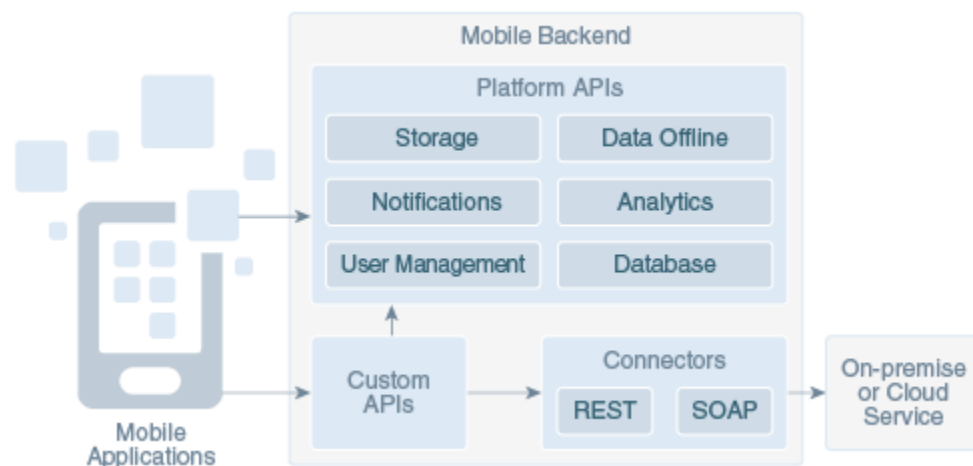 Mobile Backend
Platform APIs
Storage
Data Offline
Notifications
Analytics
User Management
Database
Custom
APIs
Connectors
REST
SOAP
On-premise
or Cloud
Service
Mobile
Applications